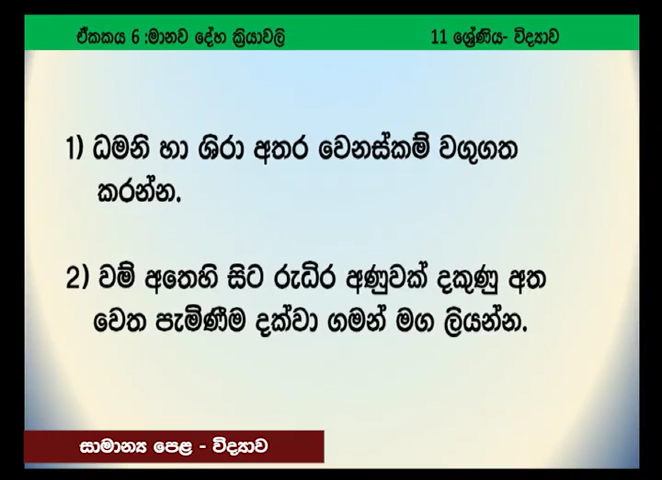 ඒකකය 6 :මානව දේහ ක්‍රියාවලි 11 ශ්‍රේණිය- විද්‍යාව
1) ධමනි හා ශිරා අතර වෙනස්කම් වගුගත
කරන්න.
2) වම් අතෙහි සිට රුධිර අණුවක් දකුණු අත
වෙත පැමිණීම දක්වා ගමන් මග ලියන්න.
සාමාන්‍ය පෙළ - විද්‍යාව